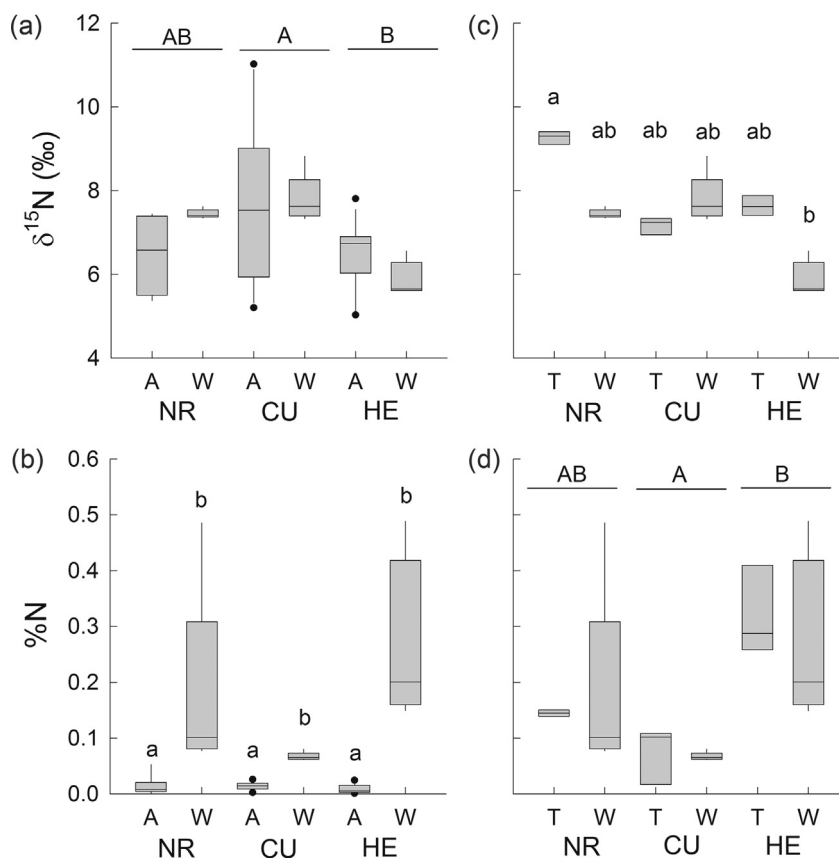 (a)
AB A B
12
10
8
6
4
δ¹⁵N (‰)
A W A W A W
NR CU HE
(c)
a ab ab ab ab b
T W T W T W
NR CU HE
(b)
0.6
0.5
0.4
0.3
0.2
0.1
0.0
%N
a b a b a b
A W A W A W
NR CU HE
(d)
AB A B
T W T W T W
NR CU HE